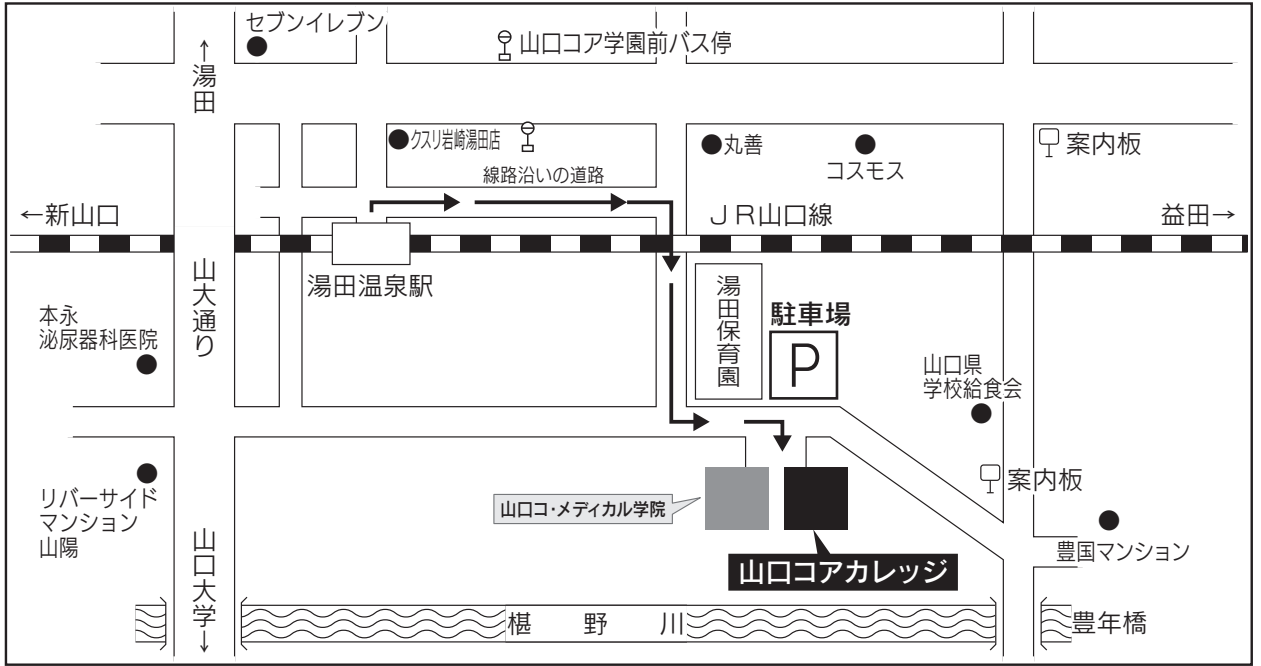 セブンイレブン
山口コア学園前バス停
↑湯田
クスリ岩崎湯田店
丸善
コスモス
案内板
線路沿いの道路
←新山口
JR山口線
益田→
湯田温泉駅
山大通り
本永
泌尿器科医院
湯田保育園
駐車場
P
山口県
学校給食会
リバーサイド
マンション
山陽
山口コ・メディカル学院
案内板
豊国マンション
山口コアカレッジ
山口大学↓
椹野川
豊年橋